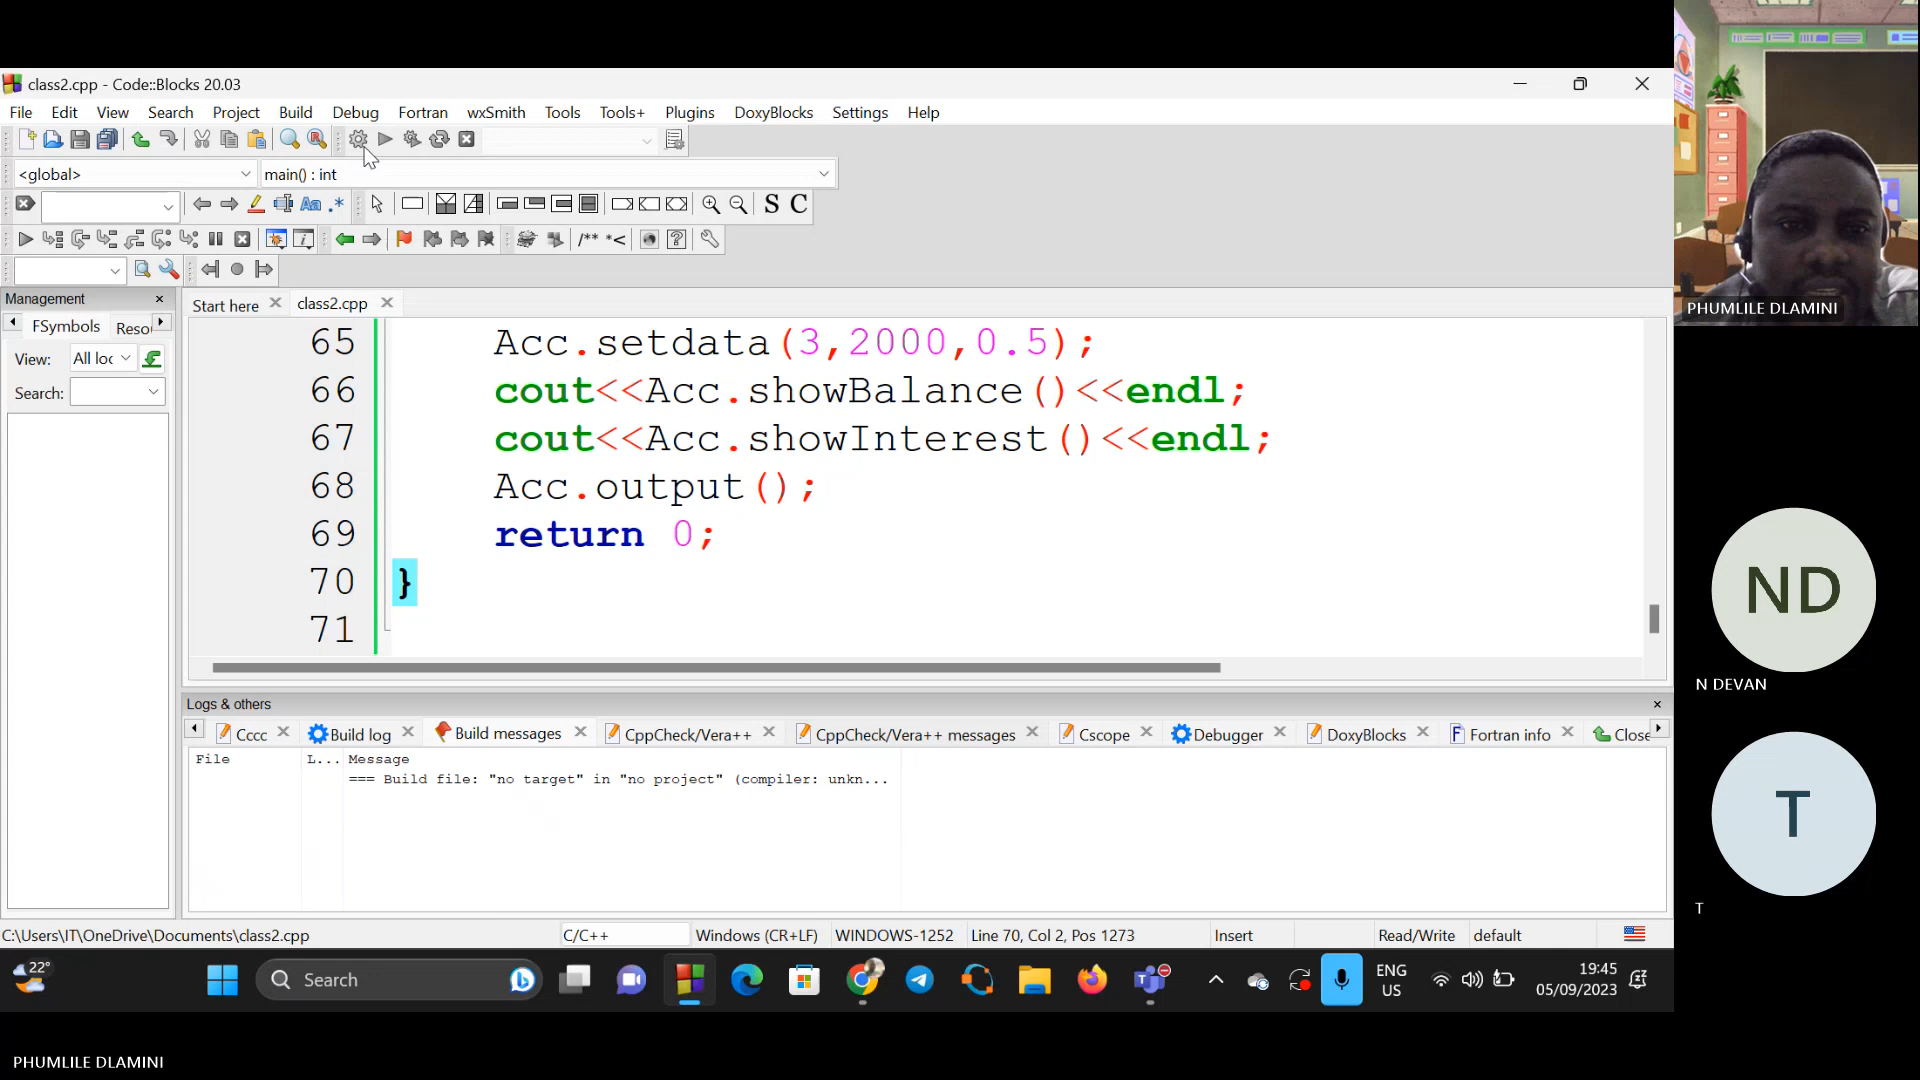 class2.cpp - Code::Blocks 20.03
File Edit View Search Project Build Debug Fortran wxSmith Tools Tools+ Plugins DoxyBlocks Settings Help
<global> main() : int
S C
/** *<
Management
FSymbols Reso
View: All loc
Search:
Start here class2.cpp
65 Acc.setdata(3,2000,0.5);
66 cout<<Acc.showBalance()<<endl;
67 cout<<Acc.showInterest()<<endl;
68 Acc.output();
69 return 0;
70 }
71
Logs & others
Cccc Build log Build messages CppCheck/Vera++ CppCheck/Vera++ messages Cscope Debugger DoxyBlocks Fortran info Close
File L... Message
=== Build file: "no target" in "no project" (compiler: unkn...
C:\Users\IT\OneDrive\Documents\class2.cpp C/C++ Windows (CR+LF) WINDOWS-1252 Line 70, Col 2, Pos 1273 Insert Read/Write default
22° Search ENG US 19:45 05/09/2023
PHUMLILE DLAMINI
ND
N DEVAN
T
T
PHUMLILE DLAMINI